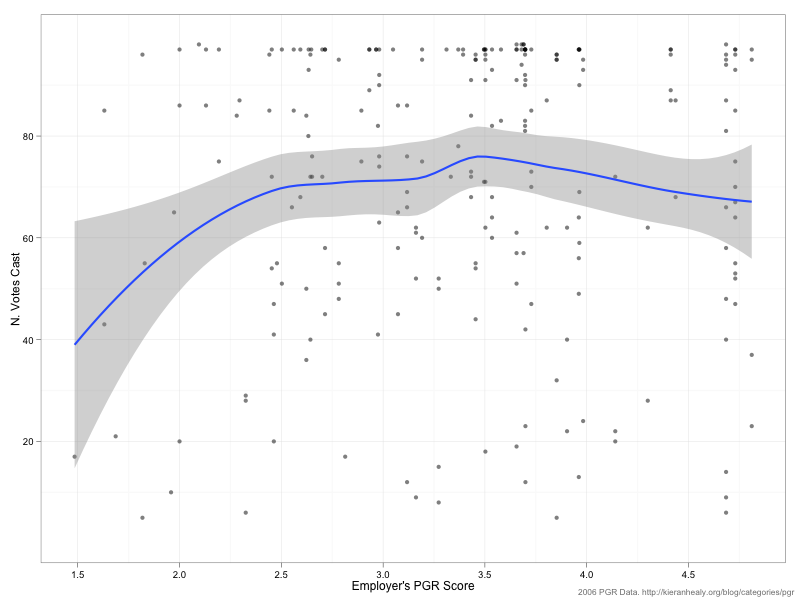 N. Votes Cast
80
60
40
20
1.5 2.0 2.5 3.0 3.5 4.0 4.5
Employer's PGR Score
2006 PGR Data. http://kieranhealy.org/blog/categories/pgr